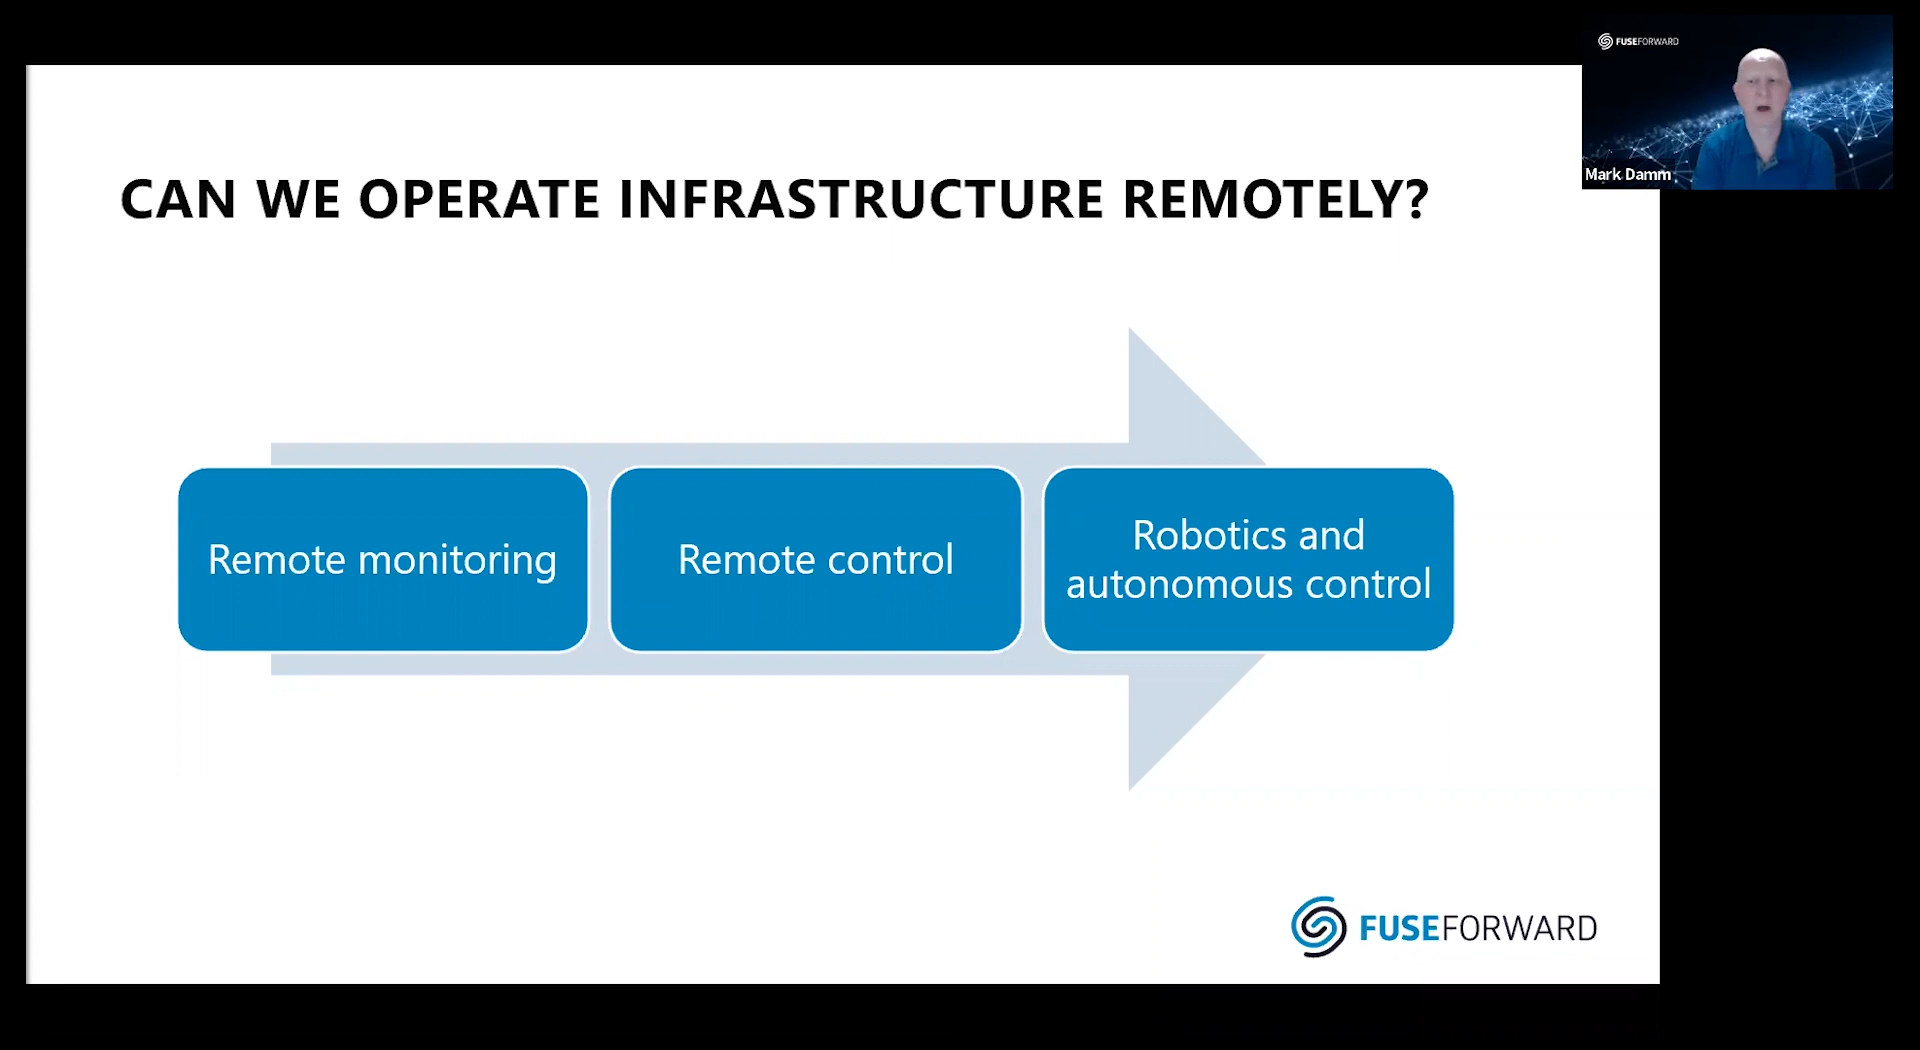 FUSEFORWARD
Mark Damm
CAN WE OPERATE INFRASTRUCTURE REMOTELY?
Remote monitoring
Remote control
Robotics and
autonomous control
FUSEFORWARD